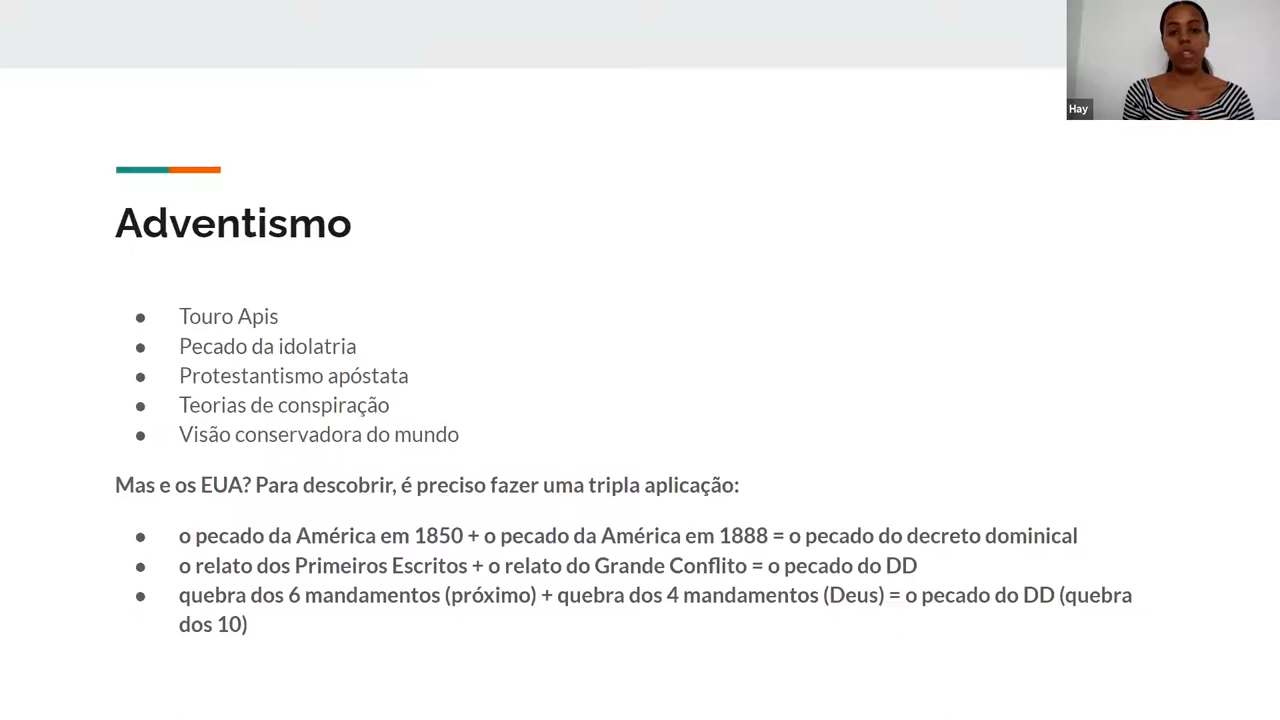 Hay
Adventismo
● Touro Apis
● Pecado da idolatria
● Protestantismo apóstata
● Teorias de conspiração
● Visão conservadora do mundo
Mas e os EUA? Para descobrir, é preciso fazer uma tripla aplicação:
● o pecado da América em 1850 + o pecado da América em 1888 = o pecado do decreto dominical
● o relato dos Primeiros Escritos + o relato do Grande Conflito = o pecado do DD
● quebra dos 6 mandamentos (próximo) + quebra dos 4 mandamentos (Deus) = o pecado do DD (quebra
dos 10)